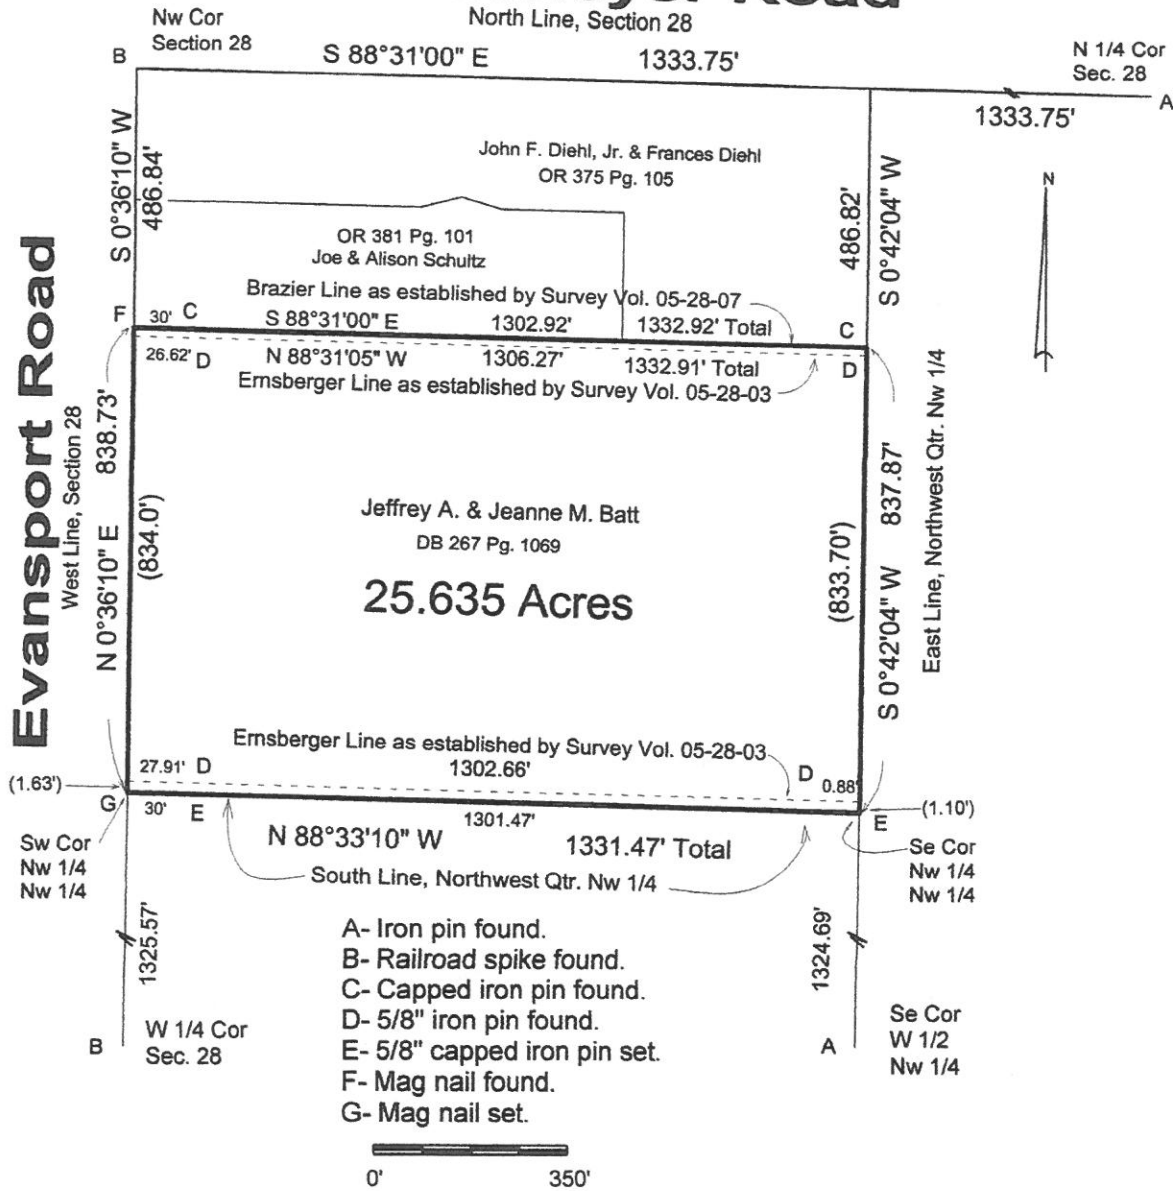 Road
North Line, Section 28
Nw Cor
Section 28
B
S 88°31'00" E 1333.75'
N 1/4 Cor
Sec. 28
A
1333.75'
S 0°36'10" W
486.84'
John F. Diehl, Jr. & Frances Diehl
OR 375 Pg. 105
486.82'
S 0°42'04" W
N
OR 381 Pg. 101
Joe & Alison Schultz
Brazier Line as established by Survey Vol. 05-28-07
F 30' C S 88°31'00" E 1302.92' 1332.92' Total C
26.62' D N 88°31'05" W 1306.27' 1332.91' Total D
Ernsberger Line as established by Survey Vol. 05-28-03
Evansport Road
West Line, Section 28
N 0°36'10" E 838.73'
(834.0')
Jeffrey A. & Jeanne M. Batt
DB 267 Pg. 1069
25.635 Acres
(833.70')
S 0°42'04" W 837.87'
East Line, Northwest Qtr. Nw 1/4
Ernsberger Line as established by Survey Vol. 05-28-03
27.91' D 1302.66' D 0.88'
(1.63')
G 30' E 1301.47' E (1.10')
N 88°33'10" W 1331.47' Total
Sw Cor
Nw 1/4
Nw 1/4
South Line, Northwest Qtr. Nw 1/4
Se Cor
Nw 1/4
Nw 1/4
1325.57'
1324.69'
A- Iron pin found.
B- Railroad spike found.
C- Capped iron pin found.
D- 5/8" iron pin found.
E- 5/8" capped iron pin set.
F- Mag nail found.
G- Mag nail set.
B
W 1/4 Cor
Sec. 28
A
Se Cor
W 1/2
Nw 1/4
0' 350'